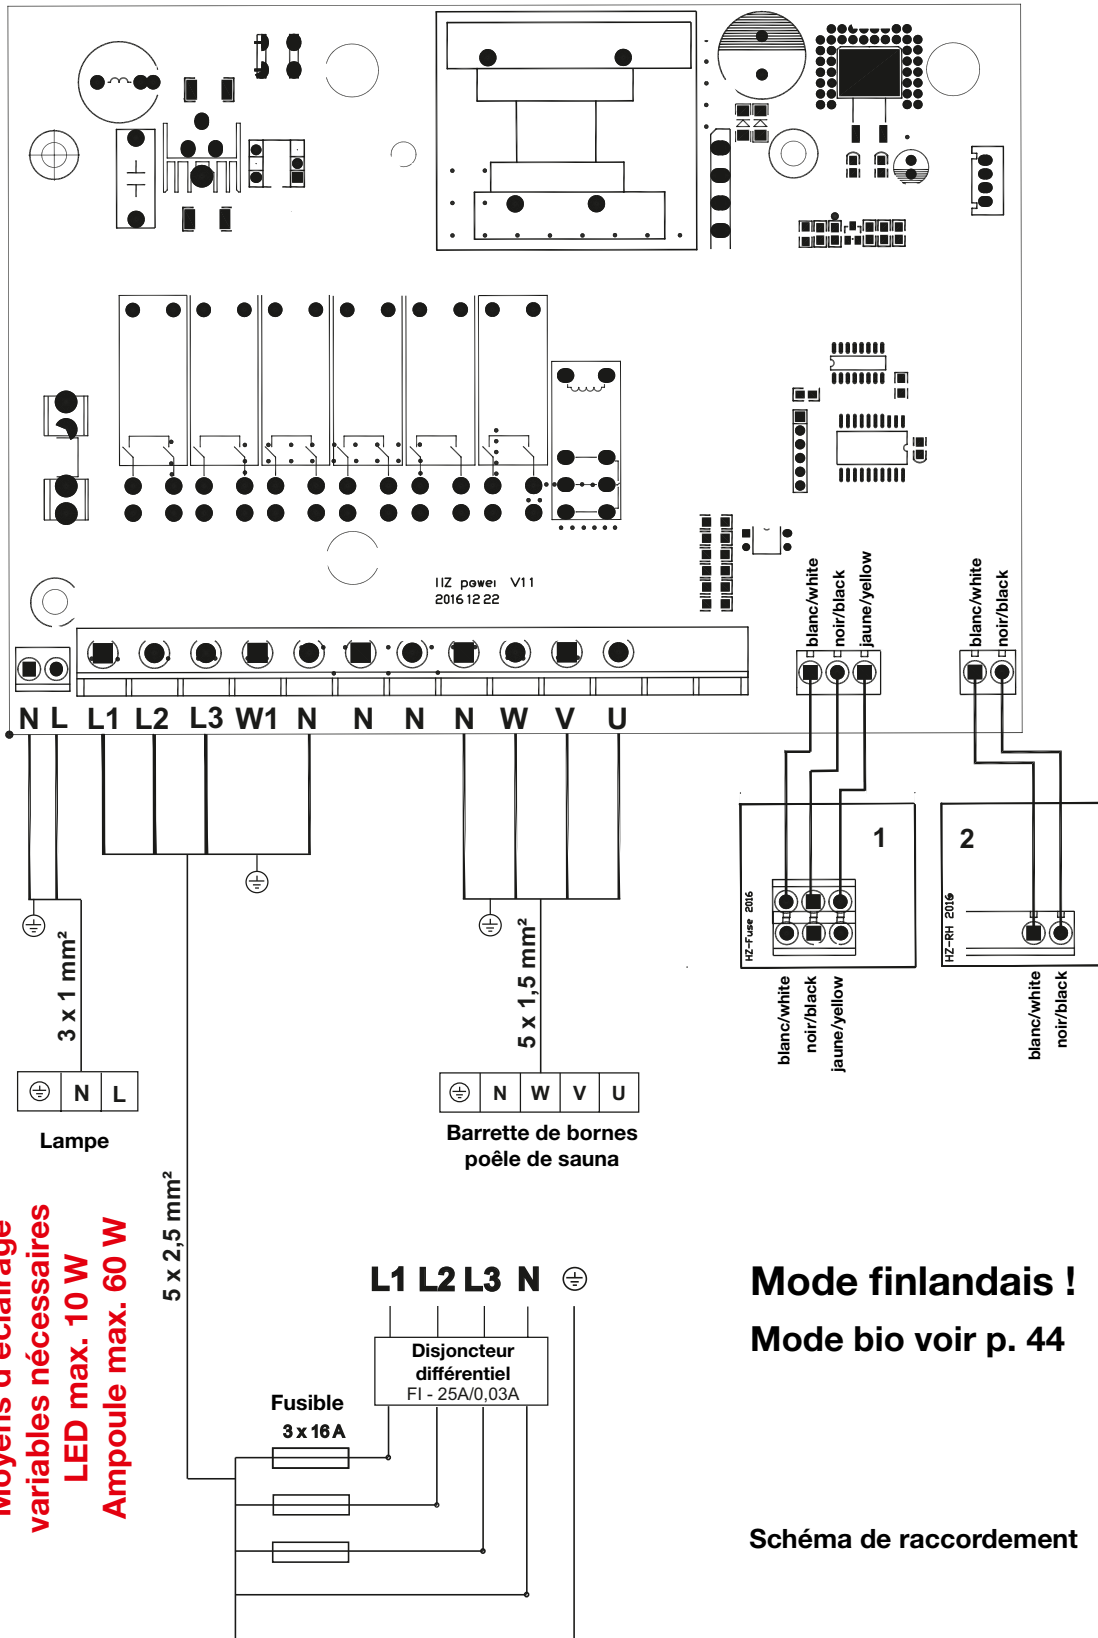 IIZ power V11
2016 12 22
blanc/white
noir/black
jaune/yellow
blanc/white
noir/black
N L L1 L2 L3 W1 N N N N W V U
1
2
HZ-Fuse 2016
HZ-RH 2016
blanc/white
noir/black
jaune/yellow
blanc/white
noir/black
3 x 1 mm²
5 x 1,5 mm²
N L
Lampe
N W V U
Barrette de bornes
poêle de sauna
5 x 2,5 mm²
Moyens d'éclairage
variables nécessaires
LED max. 10 W
Ampoule max. 60 W
L1 L2 L3 N
Disjoncteur
différentiel
FI - 25A/0,03A
Fusible
3 x 16 A
Mode finlandais !
Mode bio voir p. 44
Schéma de raccordement